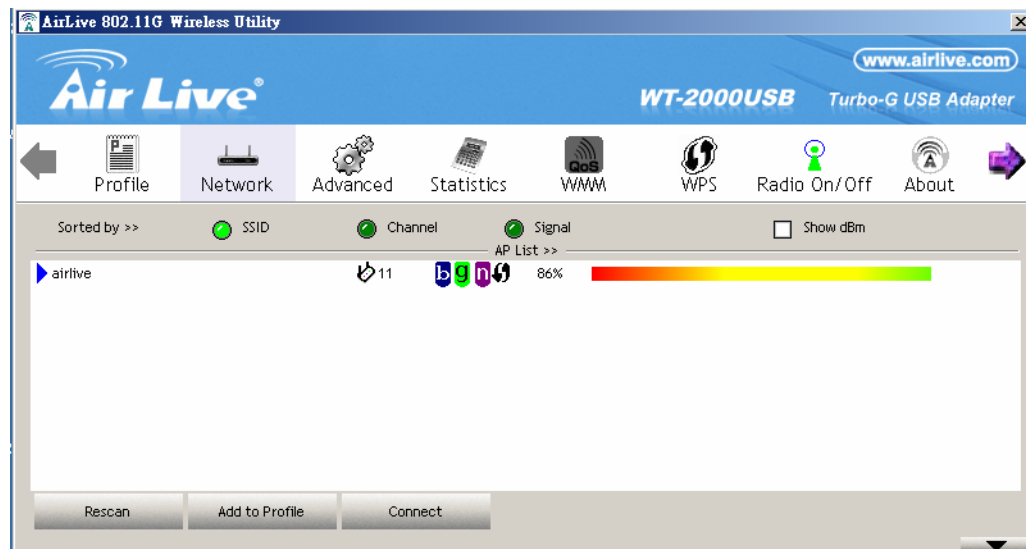 AirLive 802.11G Wireless Utility
www.airlive.com
Air Live®
WT-2000USB Turbo-G USB Adapter
Profile Network Advanced Statistics QoS WMM WPS Radio On/Off About
Sorted by >> SSID Channel Signal Show dBm
AP List >>
airlive 11 b g n 86%
Rescan Add to Profile Connect